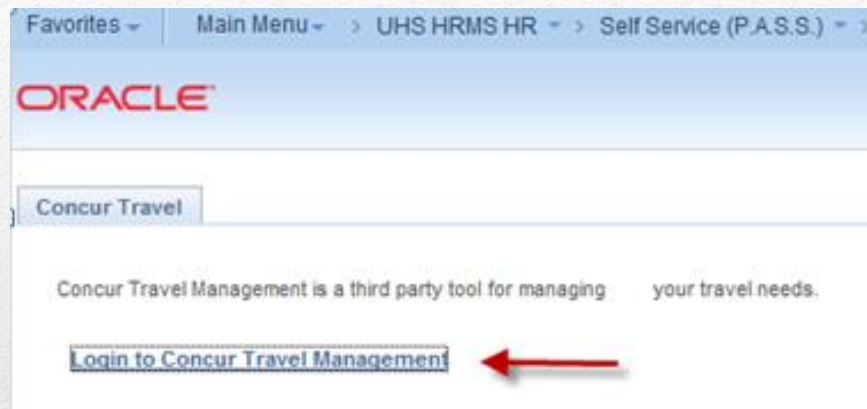 Favorites Main Menu > UHS HRMS HR > Self Service (P.A.S.S.) >
ORACLE
Concur Travel
Concur Travel Management is a third party tool for managing your travel needs.
Login to Concur Travel Management